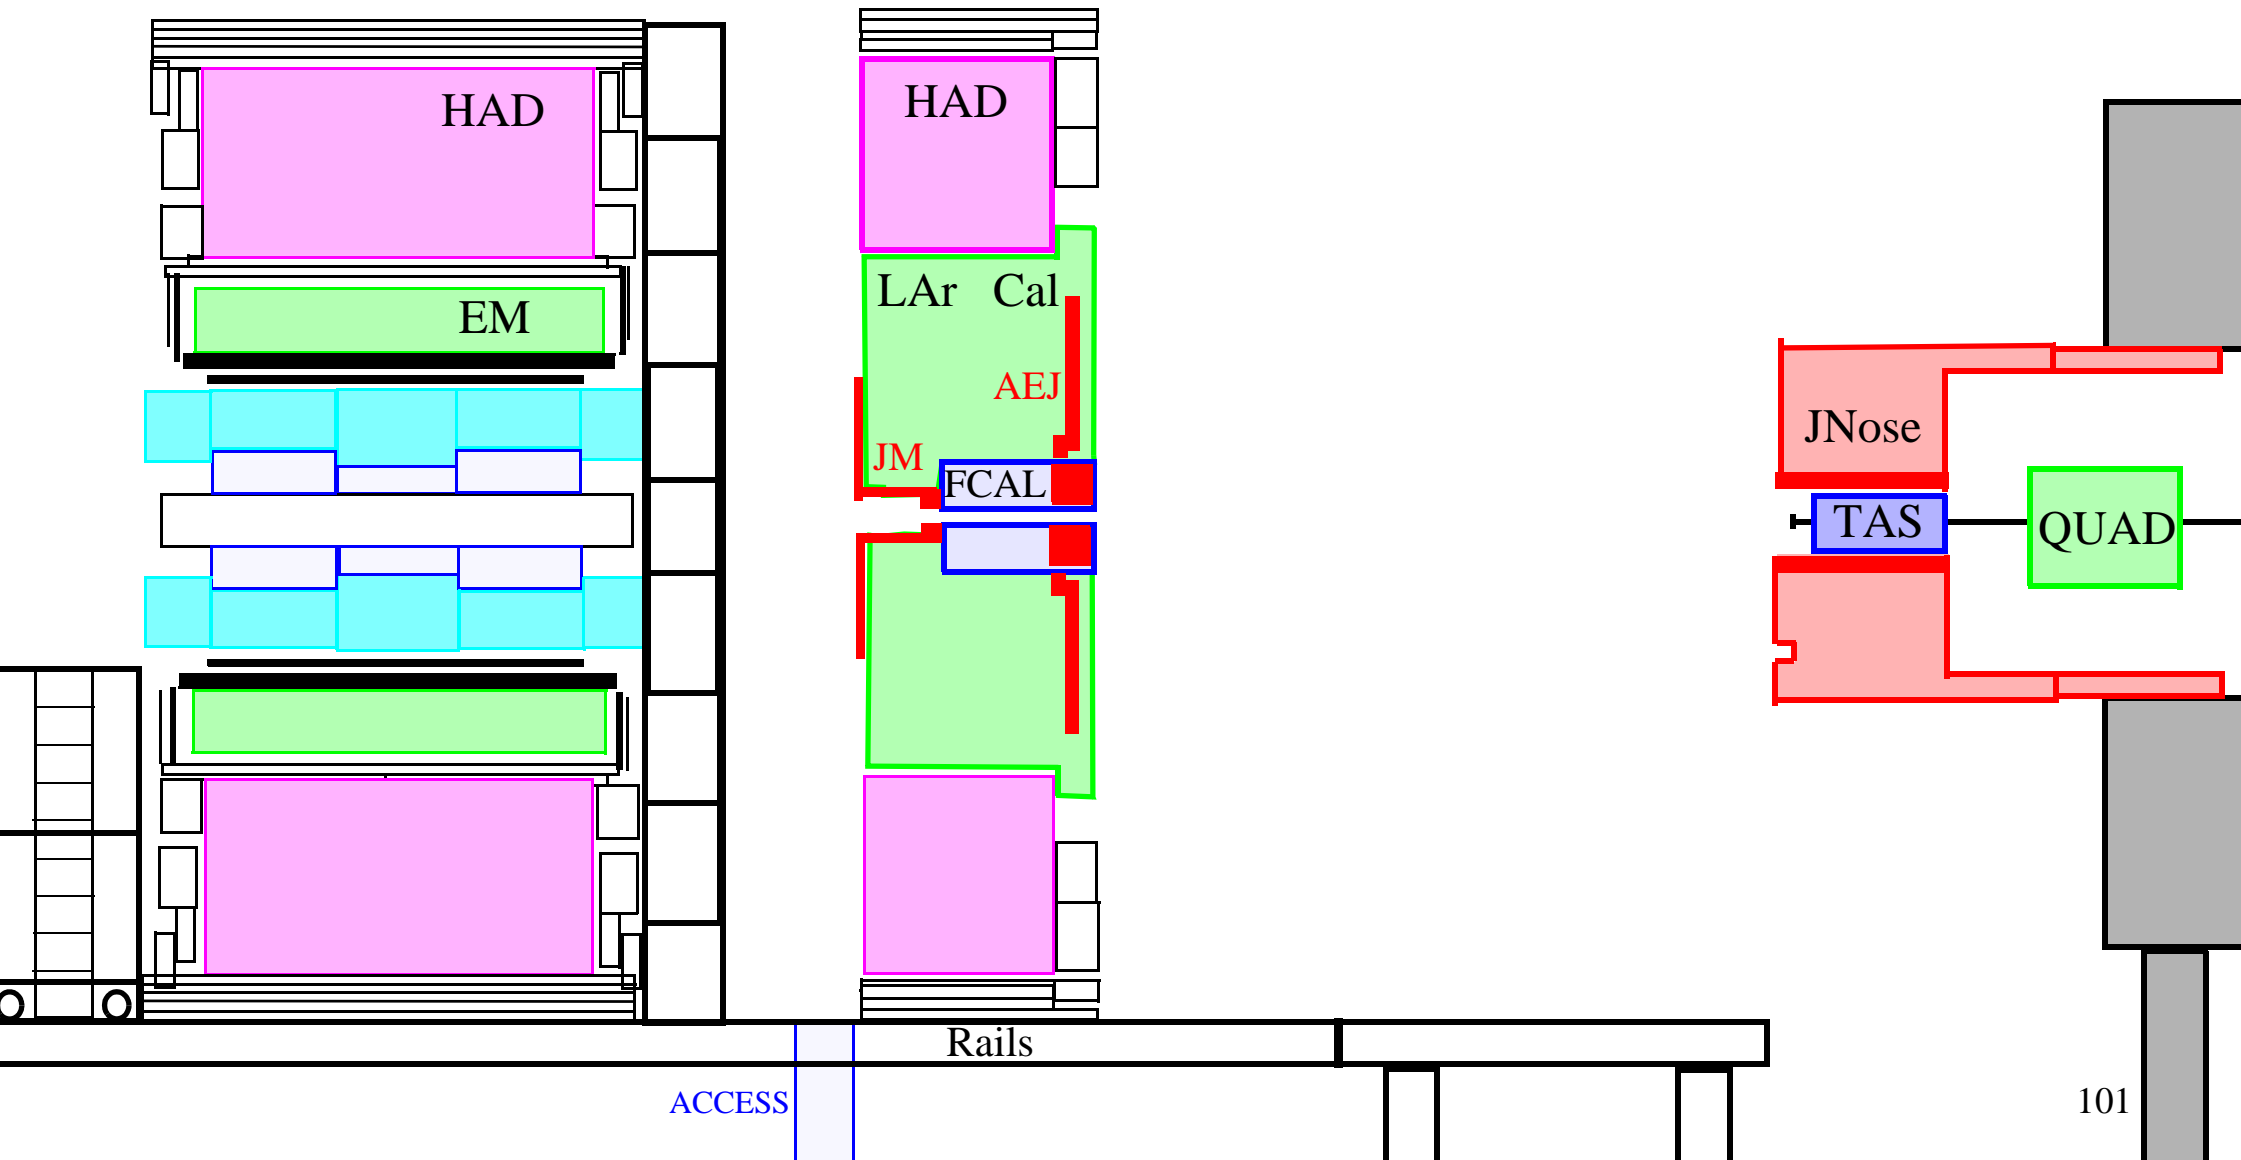 HAD
HAD
LAr Cal
EM
AEJ
JM
FCAL
JNose
TAS
QUAD
Rails
ACCESS
101